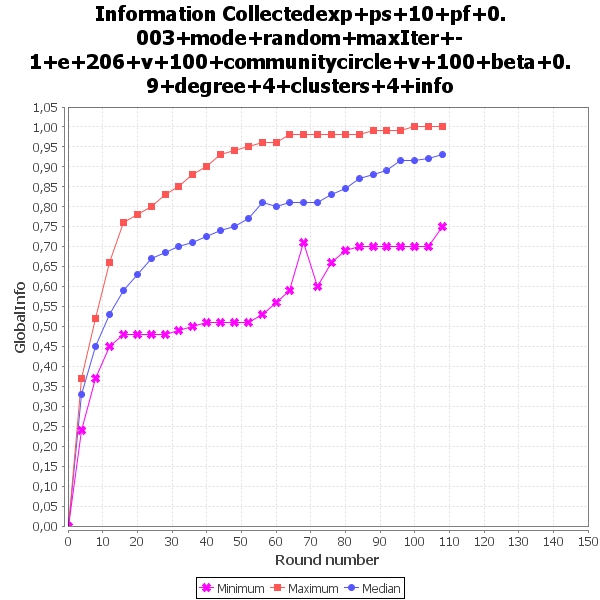 Information Collectedexp+ps+10+pf+0.
003+mode+random+maxIter+-
1+e+206+v+100+communitycircle+v+100+beta+0.
9+degree+4+clusters+4+info
1,05
1,00
0,95
0,90
0,85
0,80
0,75
0,70
0,65
0,60
0,55
0,50
0,45
0,40
0,35
0,30
0,25
0,20
0,15
0,10
0,05
0,00
GlobalInfo
0 10 20 30 40 50 60 70 80 90 100 110 120 130 140 150
Round number
Minimum Maximum Median